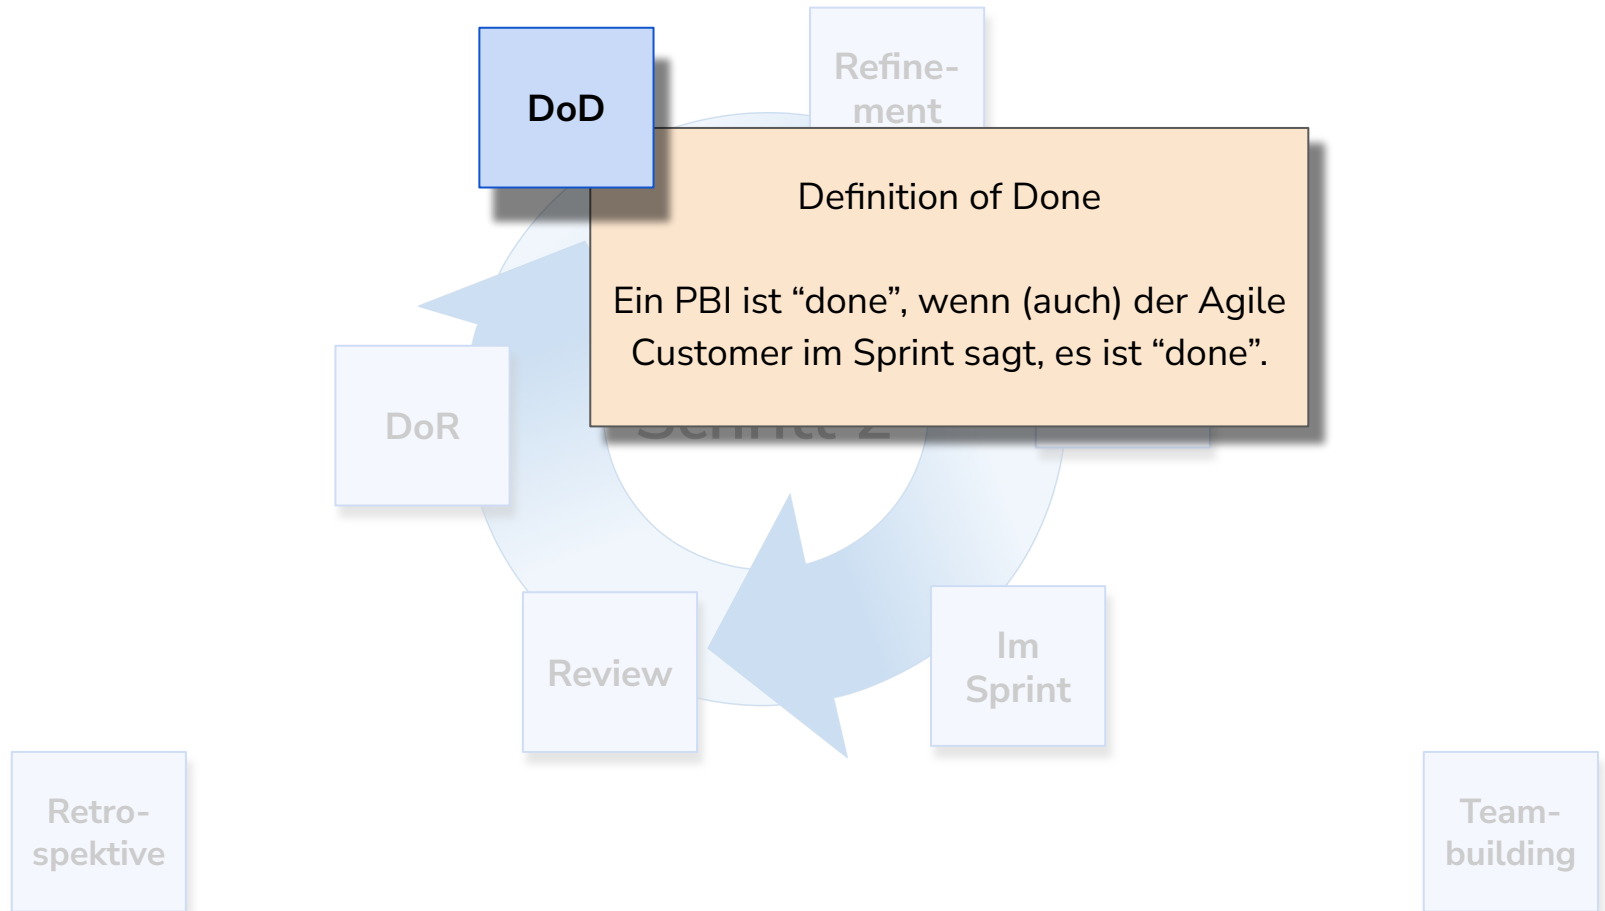 DoD
Refine-
ment
Definition of Done
Ein PBI ist “done”, wenn (auch) der Agile
Customer im Sprint sagt, es ist “done”.
DoR
Review
Im
Sprint
Retro-
spektive
Team-
building